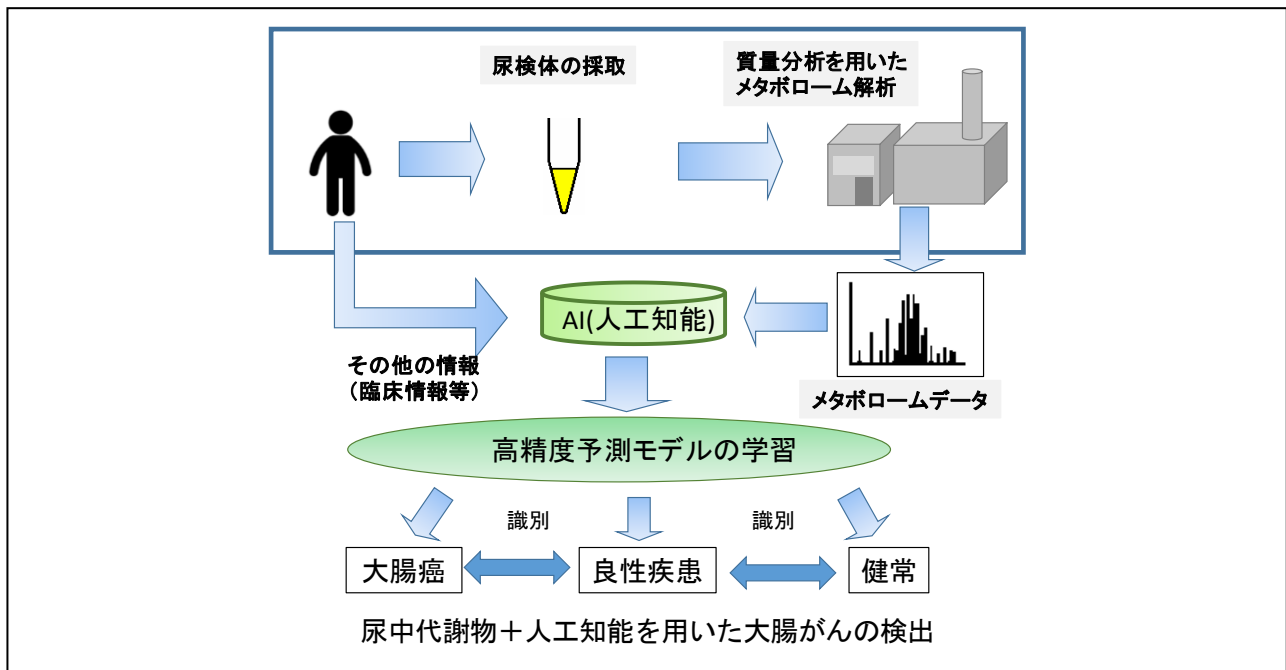 尿検体の採取
質量分析を用いた
メタボローム解析
AI(人工知能)
その他の情報
（臨床情報等）
メタボロームデータ
高精度予測モデルの学習
識別
識別
大腸癌
良性疾患
健常
尿中代謝物＋人工知能を用いた大腸がんの検出